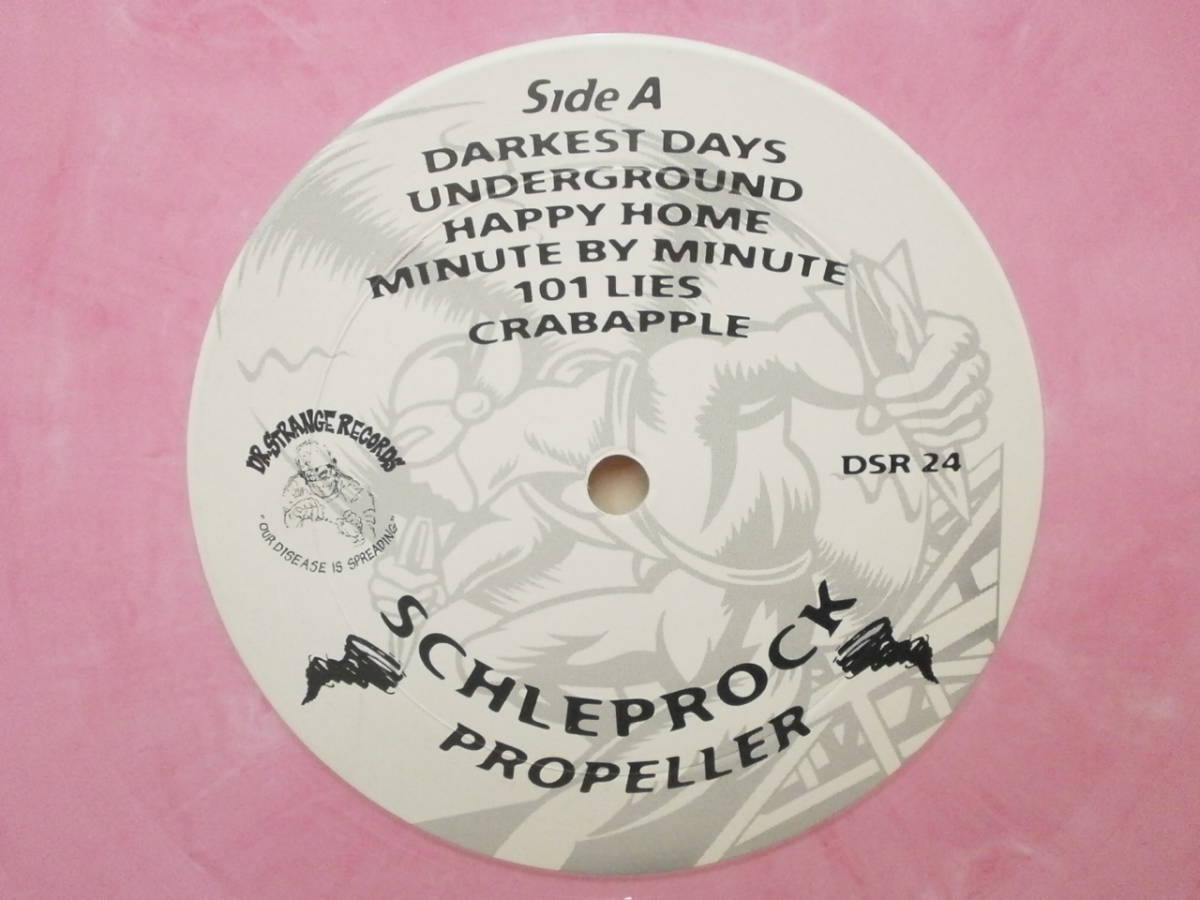 Side A
DARKEST DAYS
UNDERGROUND
HAPPY HOME
MINUTE BY MINUTE
101 LIES
CRABAPPLE
DR. STRANGE RECORDS
"OUR DISEASE IS SPREADING"
DSR 24
SCHLEPROCK
PROPELLER